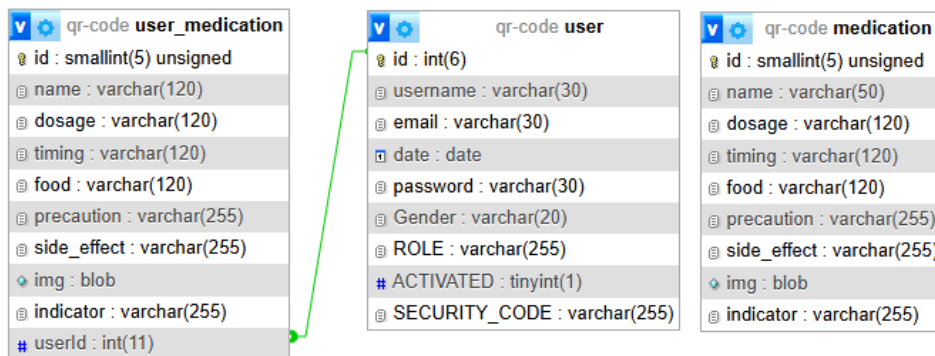 qr-code user_medication
id : smallint(5) unsigned
name : varchar(120)
dosage : varchar(120)
timing : varchar(120)
food : varchar(120)
precaution : varchar(255)
side_effect : varchar(255)
img : blob
indicator : varchar(255)
# userId : int(11)
qr-code user
id : int(6)
username : varchar(30)
email : varchar(30)
date : date
password : varchar(30)
Gender : varchar(20)
ROLE : varchar(255)
# ACTIVATED : tinyint(1)
SECURITY_CODE : varchar(255)
qr-code medication
id : smallint(5) unsigned
name : varchar(50)
dosage : varchar(120)
timing : varchar(120)
food : varchar(120)
precaution : varchar(255)
side_effect : varchar(255)
img : blob
indicator : varchar(255)